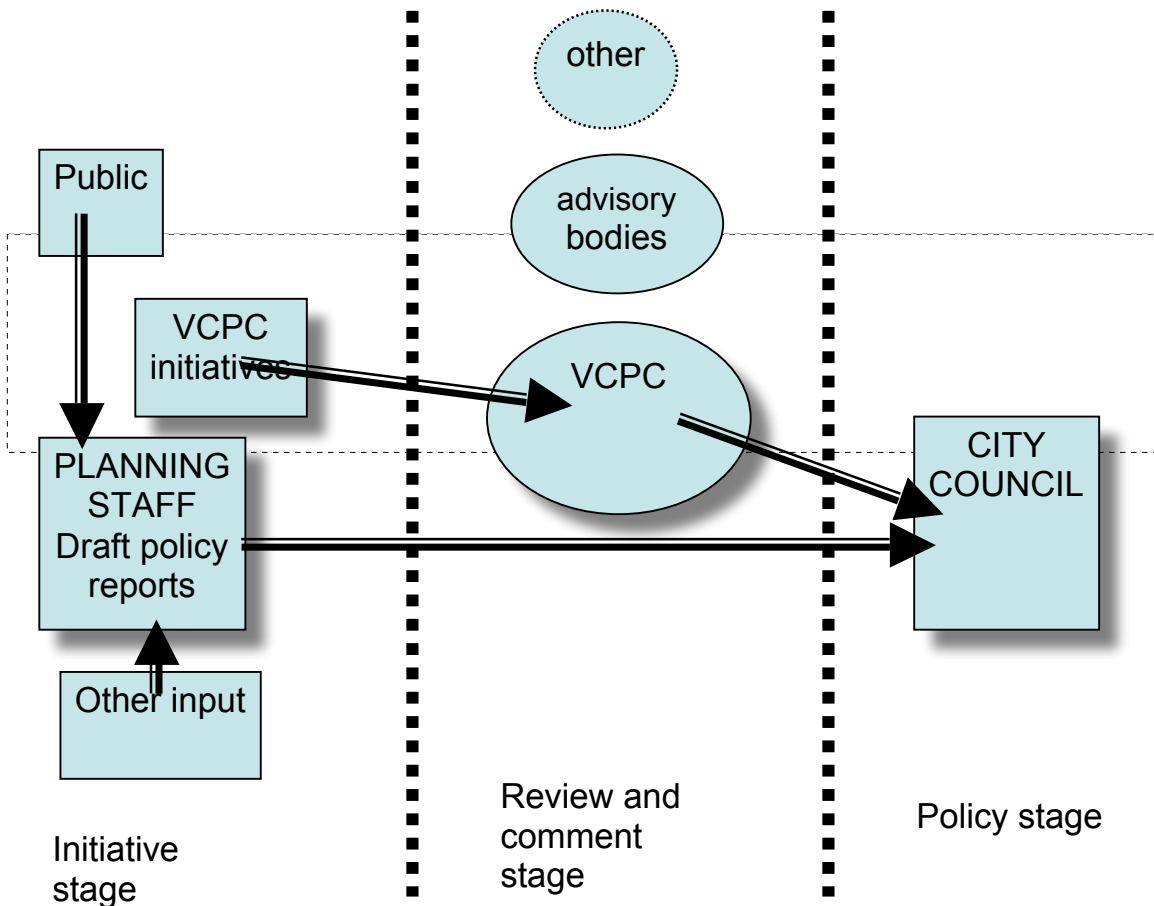 other
Public
advisory
bodies
VCPC
initiatives
VCPC
PLANNING
STAFF
Draft policy
reports
CITY
COUNCIL
Other input
Initiative
stage
Review and
comment
stage
Policy stage